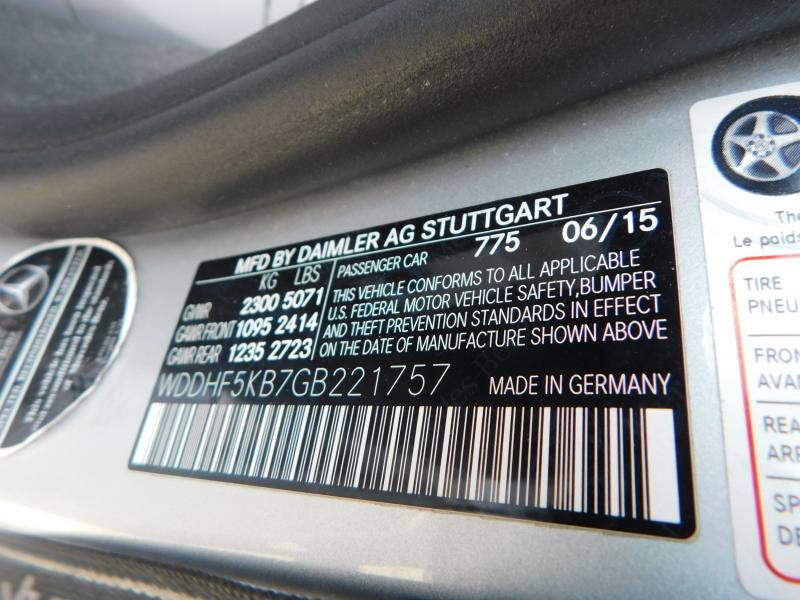 MFD BY DAIMLER AG STUTTGART
KG LBS
PASSENGER CAR 775 06/15
GVWR 2300 5071
GAWR FRONT 1095 2414
GAWR REAR 1235 2723
THIS VEHICLE CONFORMS TO ALL APPLICABLE
U.S. FEDERAL MOTOR VEHICLE SAFETY, BUMPER
AND THEFT PREVENTION STANDARDS IN EFFECT
ON THE DATE OF MANUFACTURE SHOWN ABOVE
WDDHF5KB7GB221757 MADE IN GERMANY
The
Le poids
TIRE
PNEU
FRON
AVAN
REA
ARR
SP
DE